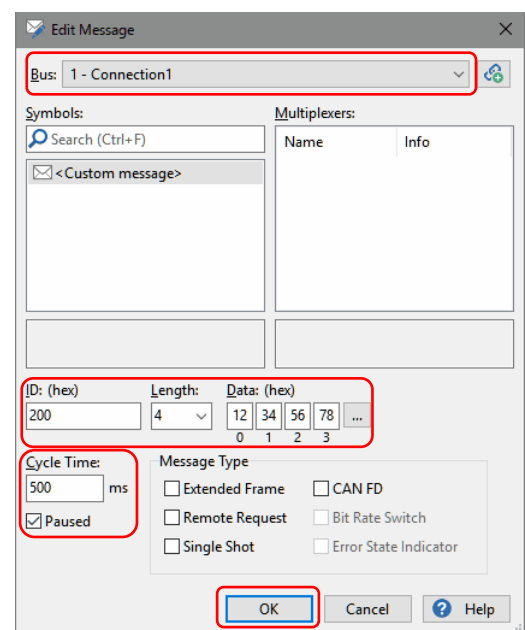 Edit Message
Bus: 1 - Connection1
Symbols:
Multiplexers:
Search (Ctrl+F)
Name Info
<Custom message>
ID: (hex) Length: Data: (hex)
200 4 12 34 56 78 ...
0 1 2 3
Cycle Time: Message Type
500 ms Extended Frame CAN FD
Paused Remote Request Bit Rate Switch
Single Shot Error State Indicator
OK Cancel ? Help